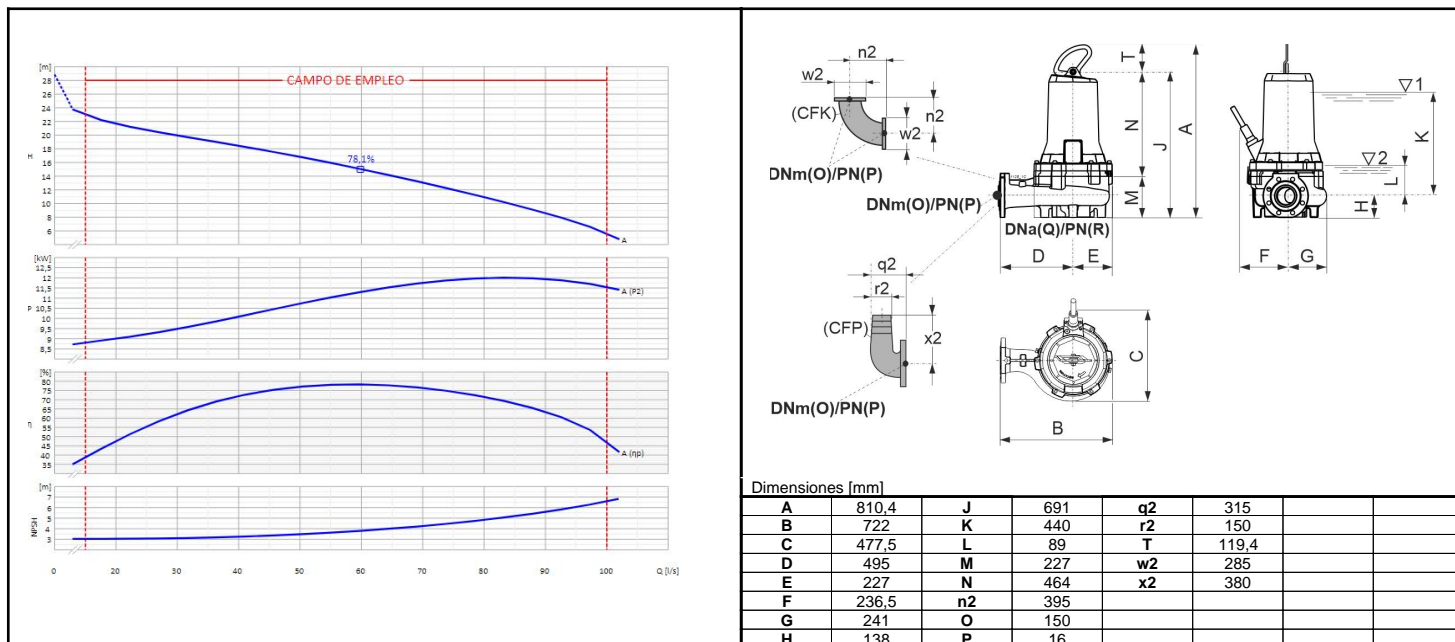 [m]
28
CAMPO DE EMPLEO
26
24
22
20
18
16
78,1%
14
12
10
8
6
H
A
[kW]
12,5
12
11,5
A (P2)
11
10,5
P
10
9,5
9
8,5
[%]
80
75
70
65
60
55
50
45
40
35
A (ηp)
[m]
7
6
5
4
3
NPSH
0 20 30 40 50 60 70 80 90 100 Q [l/s]
n2
w2
(CFK)
n2
w2
DNm(O)/PN(P)
DNm(O)/PN(P)
T
N
J
A
M
DNa(Q)/PN(R)
D E
▽1
K
▽2
L
H
F G
q2
r2
(CFP)
x2
DNm(O)/PN(P)
C
B
Dimensiones [mm]
A 810,4 J 691 q2 315
B 722 K 440 r2 150
C 477,5 L 89 T 119,4
D 495 M 227 w2 285
E 227 N 464 x2 380
F 236,5 n2 395
G 241 O 150
H 138 P 16